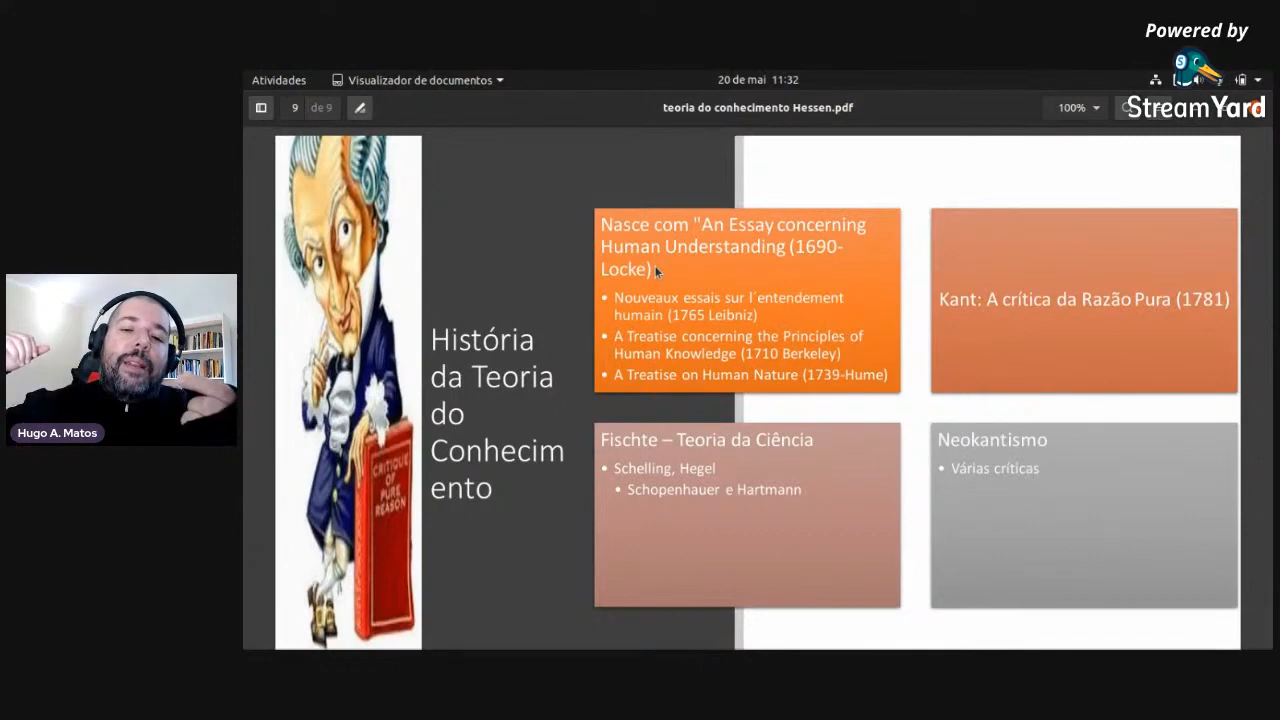 Powered by
StreamYard
Atividades
Visualizador de documentos
20 de mai 11:32
9 de 9
teoria do conhecimento Hessen.pdf
100%
História
da Teoria
do
Conhecim
ento
CRITIQUE
OF
PURE
REASON
Nasce com "An Essay concerning
Human Understanding (1690-
Locke)
• Nouveaux essais sur l´entendement
humain (1765 Leibniz)
• A Treatise concerning the Principles of
Human Knowledge (1710 Berkeley)
• A Treatise on Human Nature (1739-Hume)
Kant: A crítica da Razão Pura (1781)
Fischte – Teoria da Ciência
• Schelling, Hegel
• Schopenhauer e Hartmann
Neokantismo
• Várias críticas
Hugo A. Matos